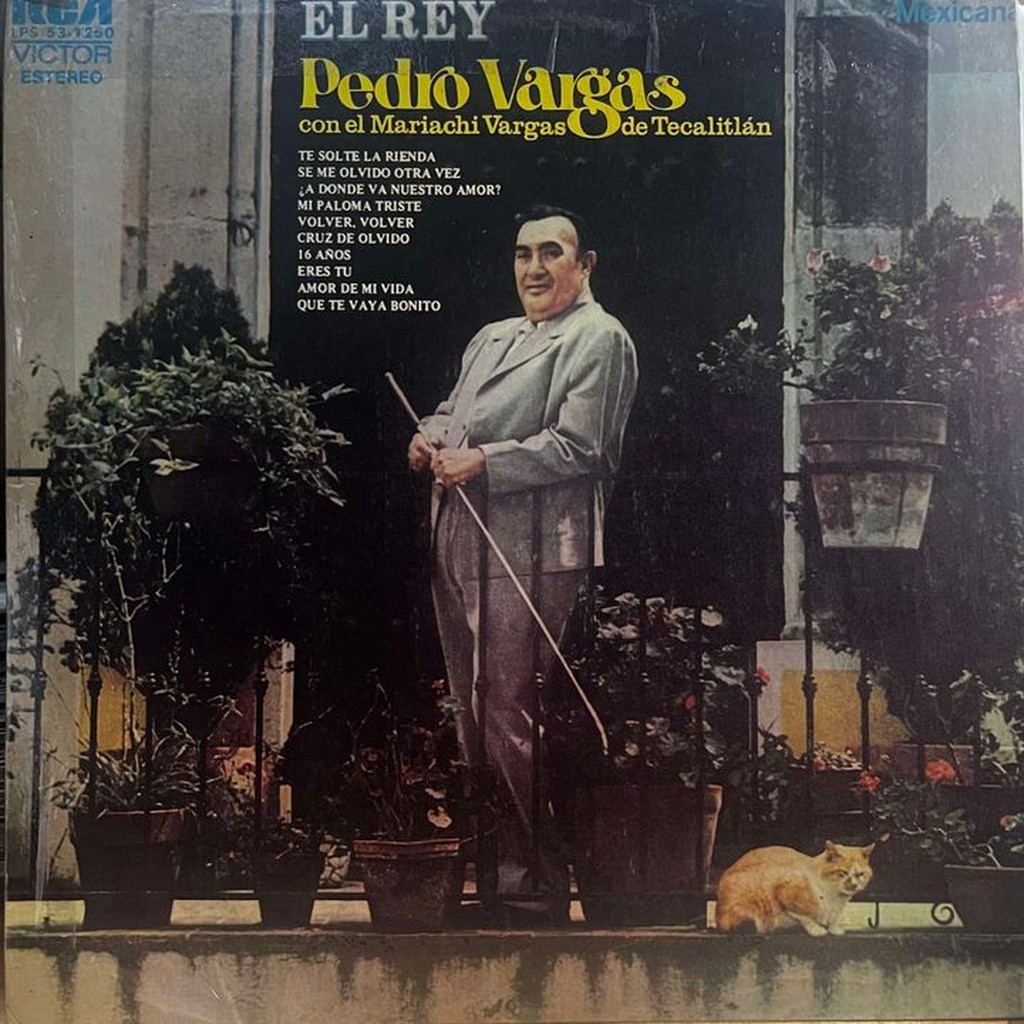 RCA
LPS 53-1250
VICTOR
ESTEREO
EL REY
Mexicana
Pedro Vargas
con el Mariachi Vargas de Tecalitlán
TE SOLTE LA RIENDA
SE ME OLVIDO OTRA VEZ
¿A DONDE VA NUESTRO AMOR?
MI PALOMA TRISTE
VOLVER, VOLVER
CRUZ DE OLVIDO
16 AÑOS
ERES TU
AMOR DE MI VIDA
QUE TE VAYA BONITO